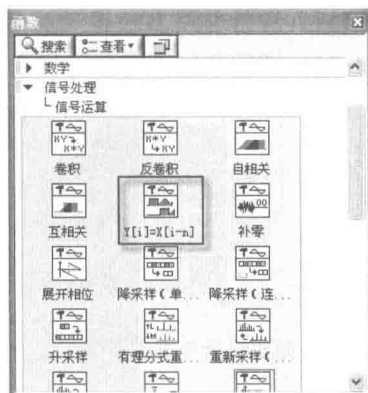 函数
搜索 查看
数学
信号处理
信号运算
卷积 反卷积 自相关
互相关 Y[i]=X[i-n] 补零
展开相位 降采样(单... 降采样(连...
升采样 有理分式重... 重新采样(...